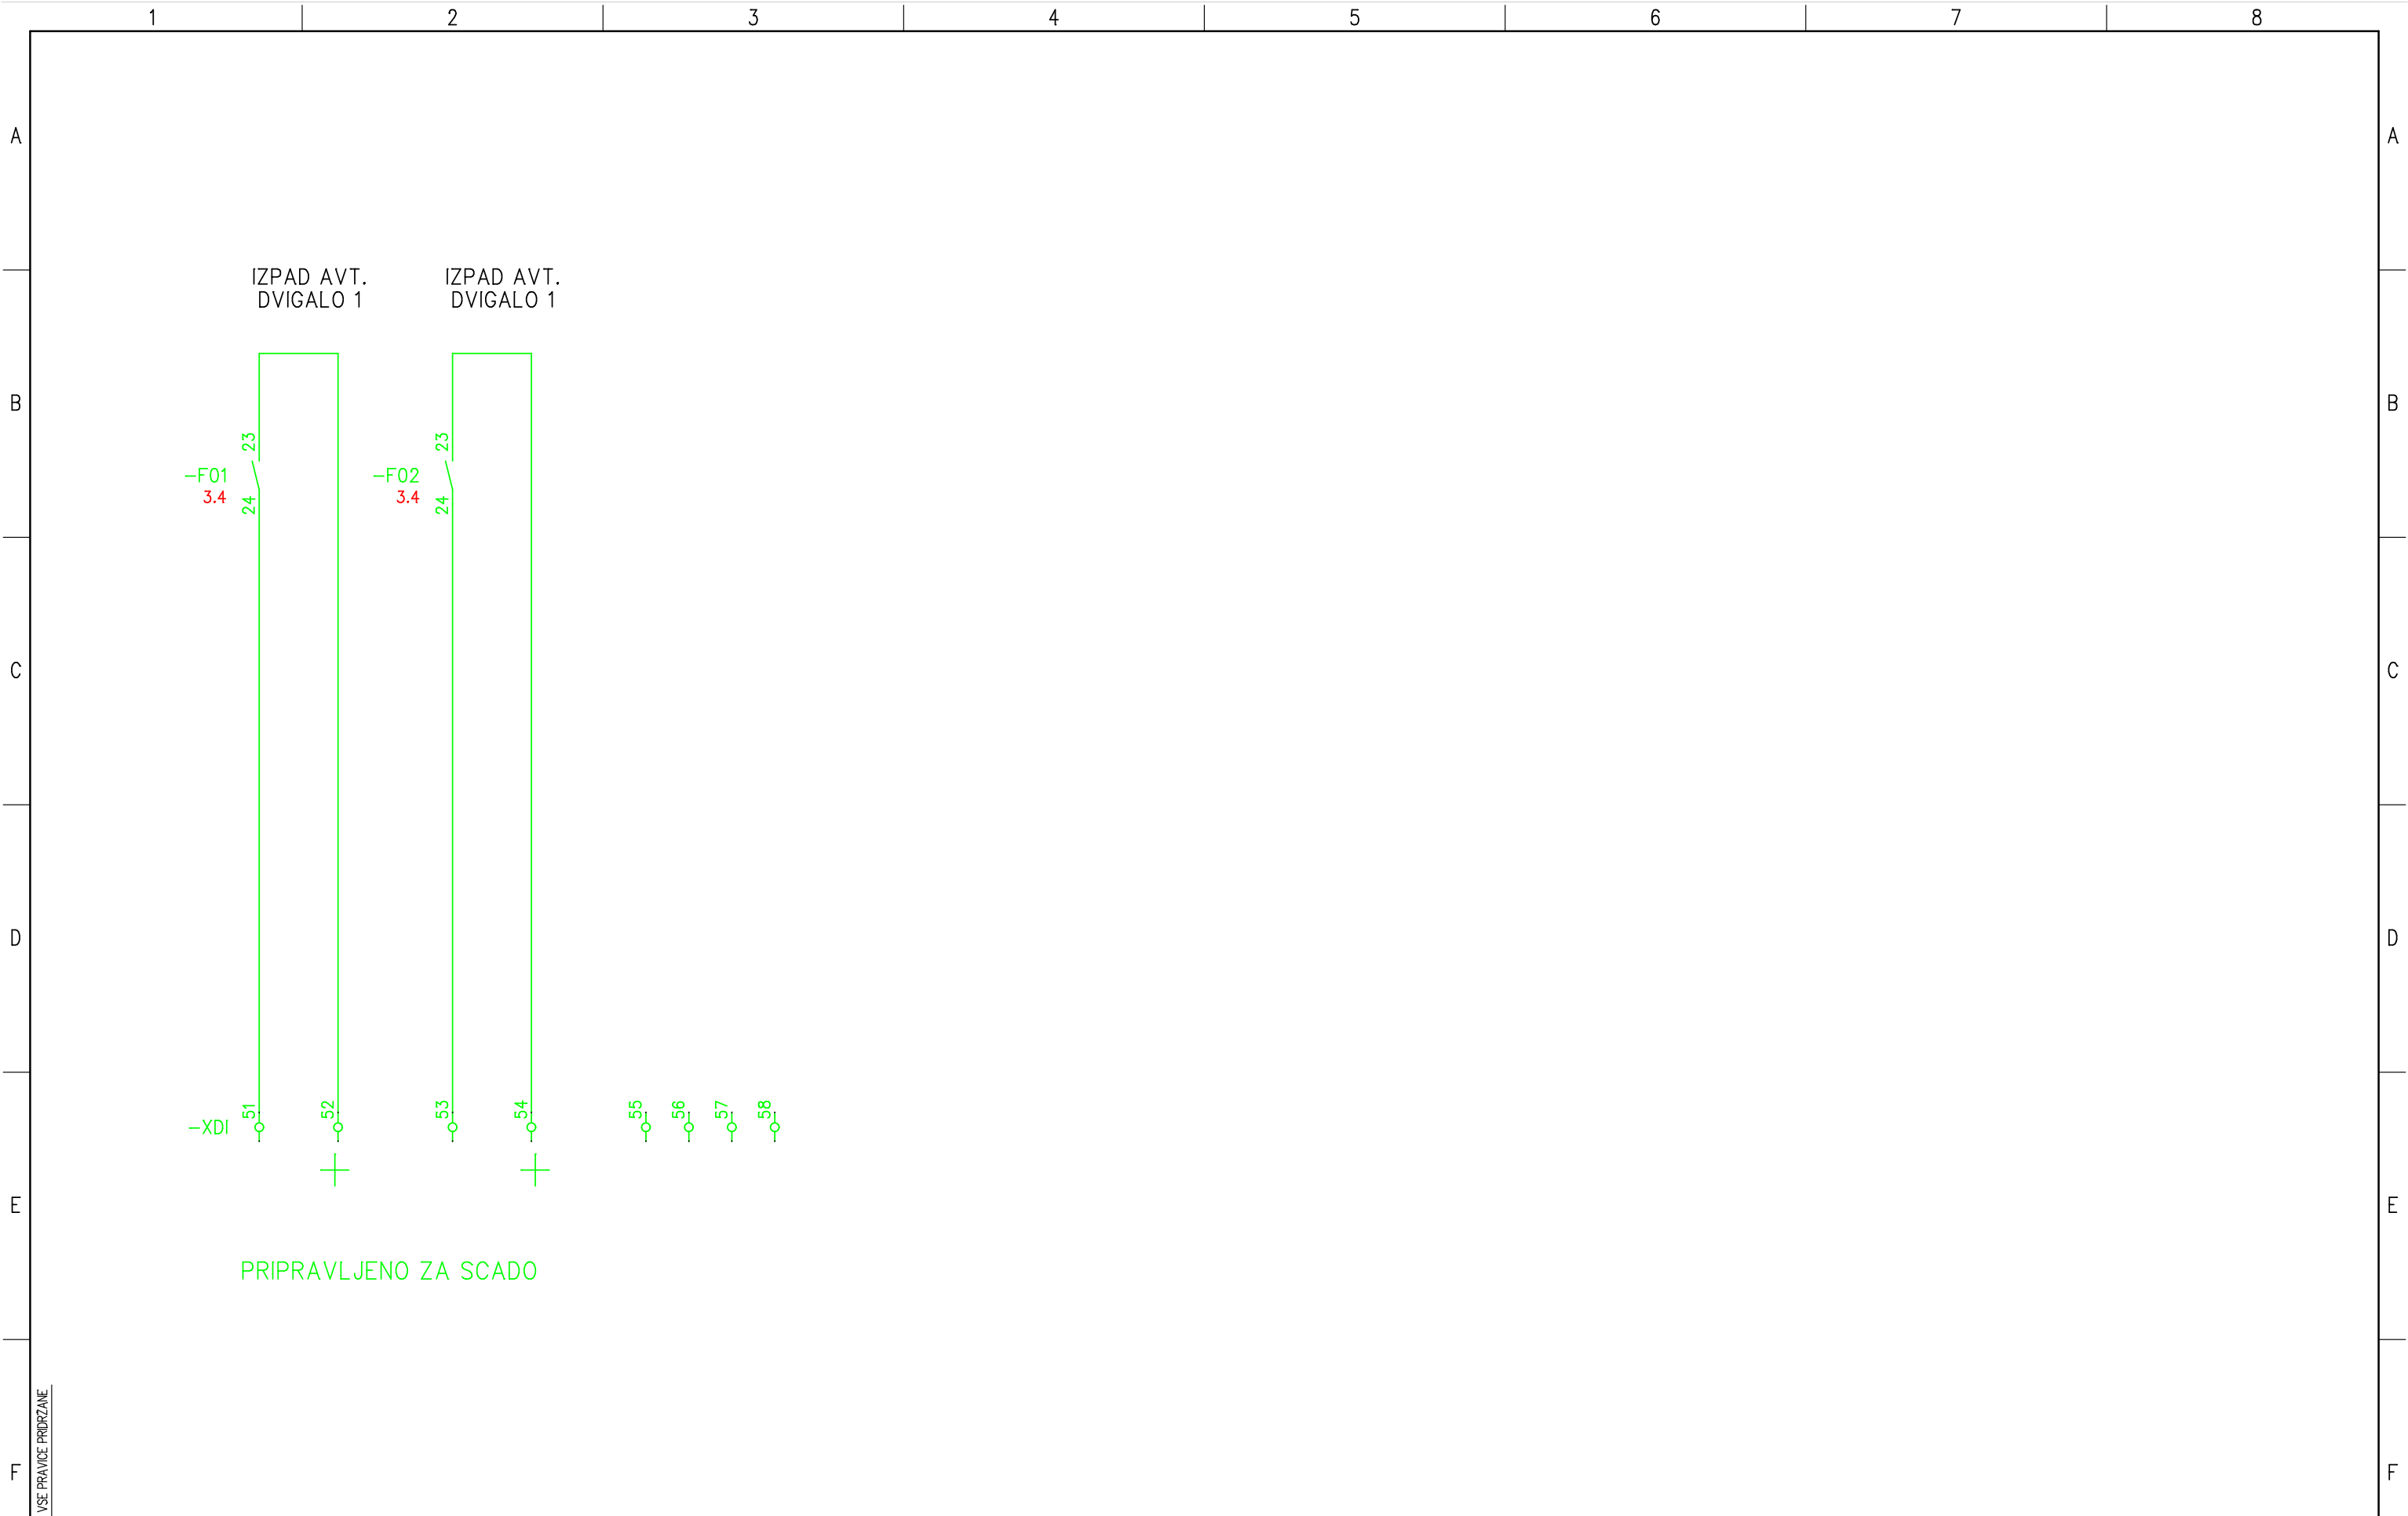 1 2 3 4 5 6 7 8
A A
IZPAD AVT. IZPAD AVT.
DVIGALO 1 DVIGALO 1
B B
23 23
-F01 -F02
3.4 3.4
24 24
C C
D D
51 52 53 54 55 56 57 58
-XDI
E E
PRIPRAVLJENO ZA SCADO
VSE PRAVICE PRIDRŽANE
F F